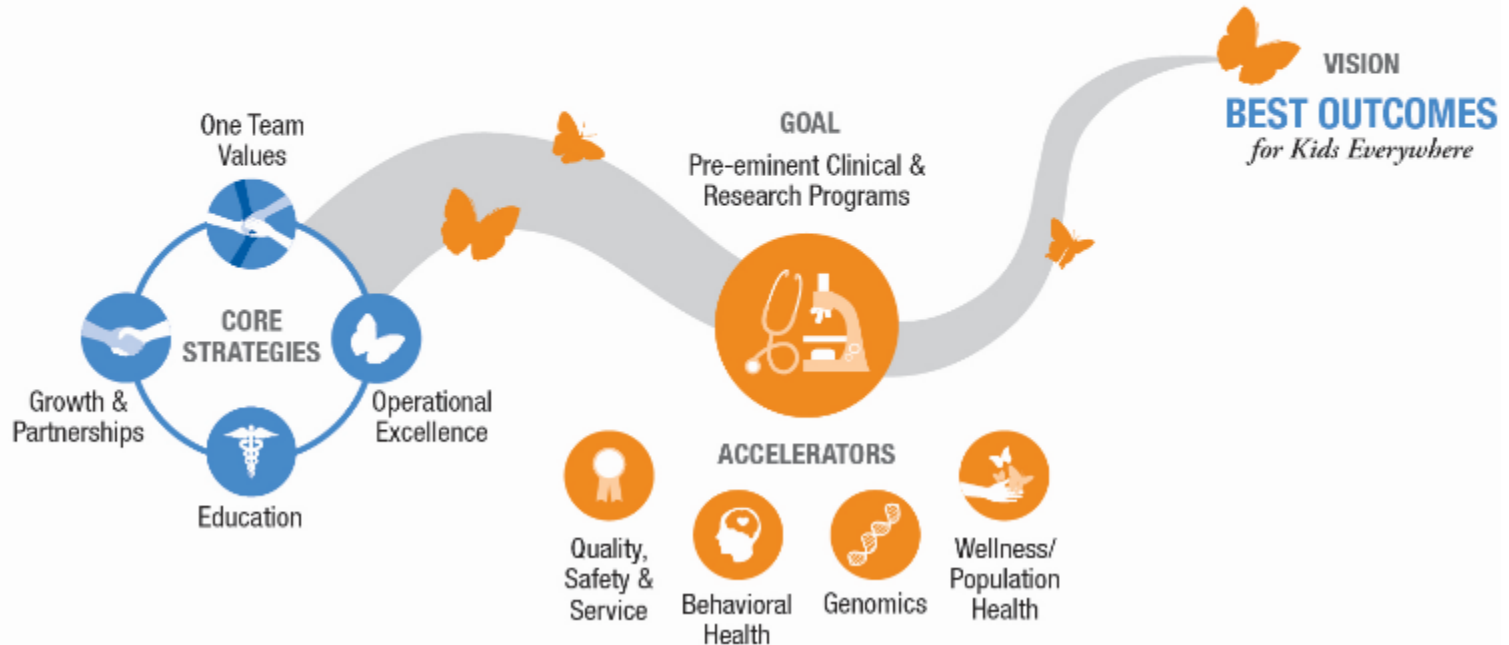 One Team
Values
CORE
STRATEGIES
Growth &
Partnerships
Operational
Excellence
Education
GOAL
Pre-eminent Clinical &
Research Programs
ACCELERATORS
Quality,
Safety &
Service
Behavioral
Health
Genomics
Wellness/
Population
Health
VISION
BEST OUTCOMES
for Kids Everywhere